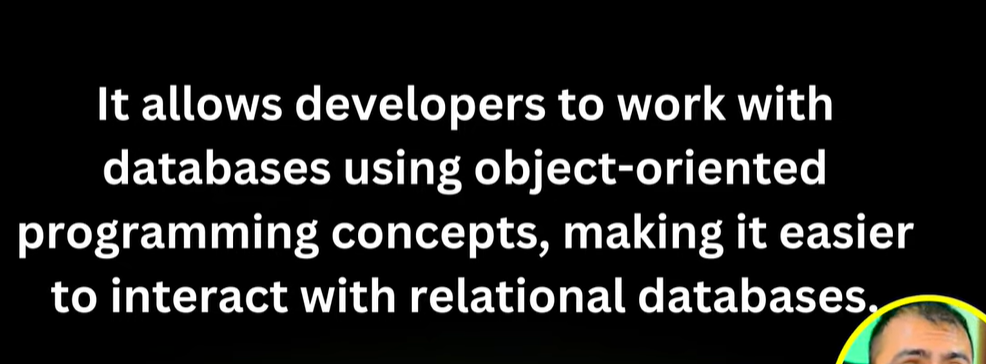 It allows developers to work with
databases using object-oriented
programming concepts, making it easier
to interact with relational databases.